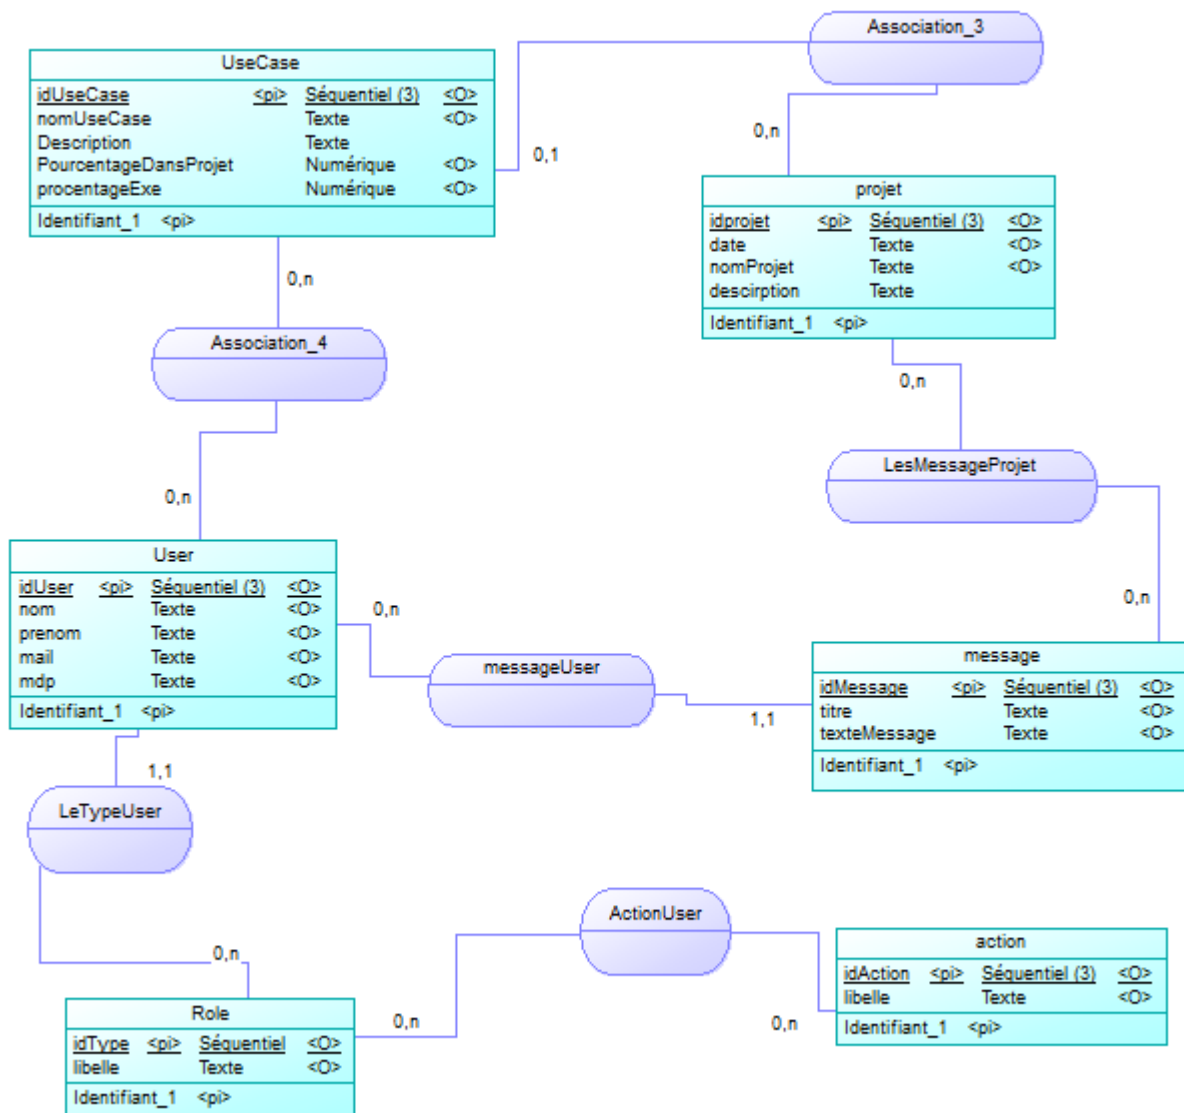 Association_3
UseCase
idUseCase <pi> Séquentiel (3) <O>
nomUseCase Texte <O>
Description Texte
PourcentageDansProjet Numérique <O>
procentageExe Numérique <O>
Identifiant_1 <pi>
0,1
0,n
projet
idprojet <pi> Séquentiel (3) <O>
date Texte <O>
nomProjet Texte <O>
descirption Texte
Identifiant_1 <pi>
0,n
Association_4
0,n
LesMessageProjet
0,n
User
idUser <pi> Séquentiel (3) <O>
nom Texte <O>
prenom Texte <O>
mail Texte <O>
mdp Texte <O>
Identifiant_1 <pi>
0,n
0,n
messageUser
1,1
message
idMessage <pi> Séquentiel (3) <O>
titre Texte <O>
texteMessage Texte <O>
Identifiant_1 <pi>
1,1
LeTypeUser
ActionUser
0,n
action
idAction <pi> Séquentiel (3) <O>
libelle Texte <O>
Identifiant_1 <pi>
Role
idType <pi> Séquentiel <O>
libelle Texte <O>
Identifiant_1 <pi>
0,n
0,n